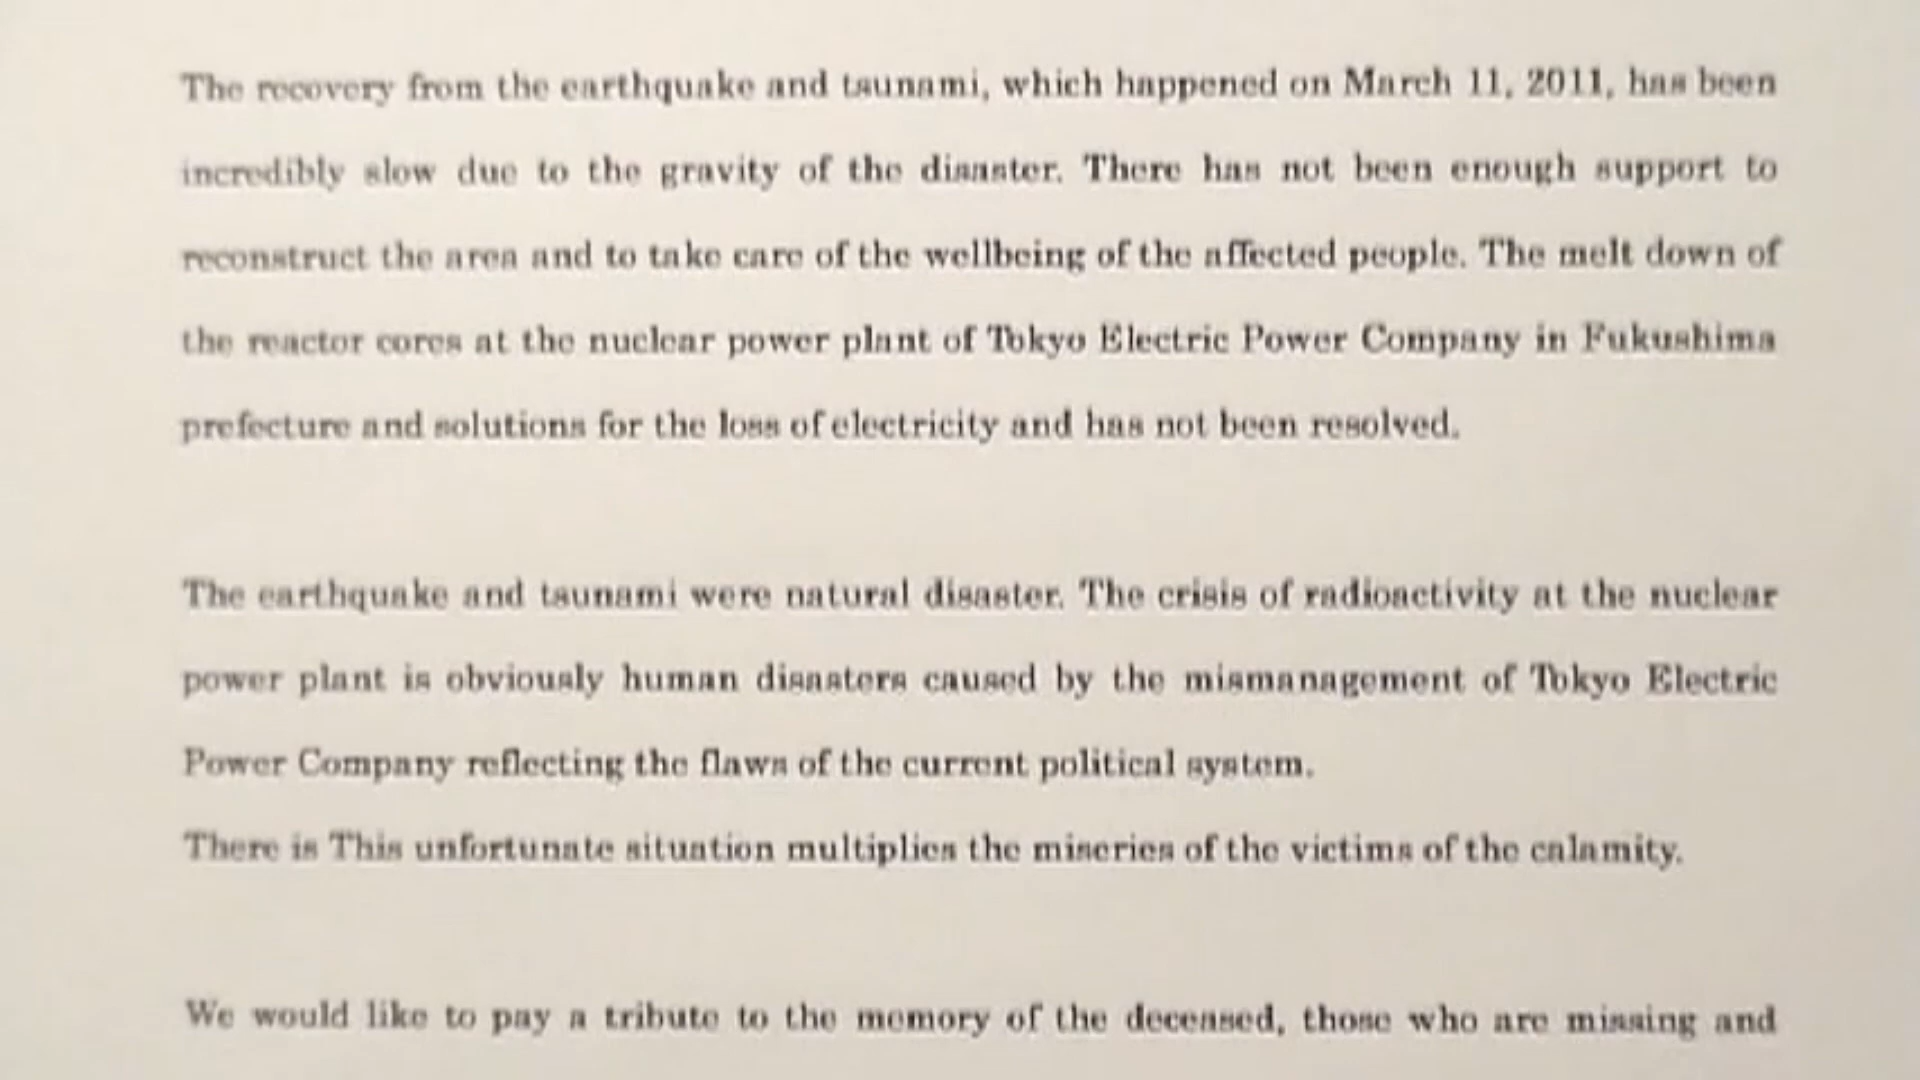 The recovery from the earthquake and tsunami, which happened on March 11, 2011, has been
incredibly slow due to the gravity of the disaster. There has not been enough support to
reconstruct the area and to take care of the wellbeing of the affected people. The melt down of
the reactor cores at the nuclear power plant of Tokyo Electric Power Company in Fukushima
prefecture and solutions for the loss of electricity and has not been resolved.
The earthquake and tsunami were natural disaster. The crisis of radioactivity at the nuclear
power plant is obviously human disasters caused by the mismanagement of Tokyo Electric
Power Company reflecting the flaws of the current political system.
There is This unfortunate situation multiplies the miseries of the victims of the calamity.
We would like to pay a tribute to the memory of the deceased, those who are missing and